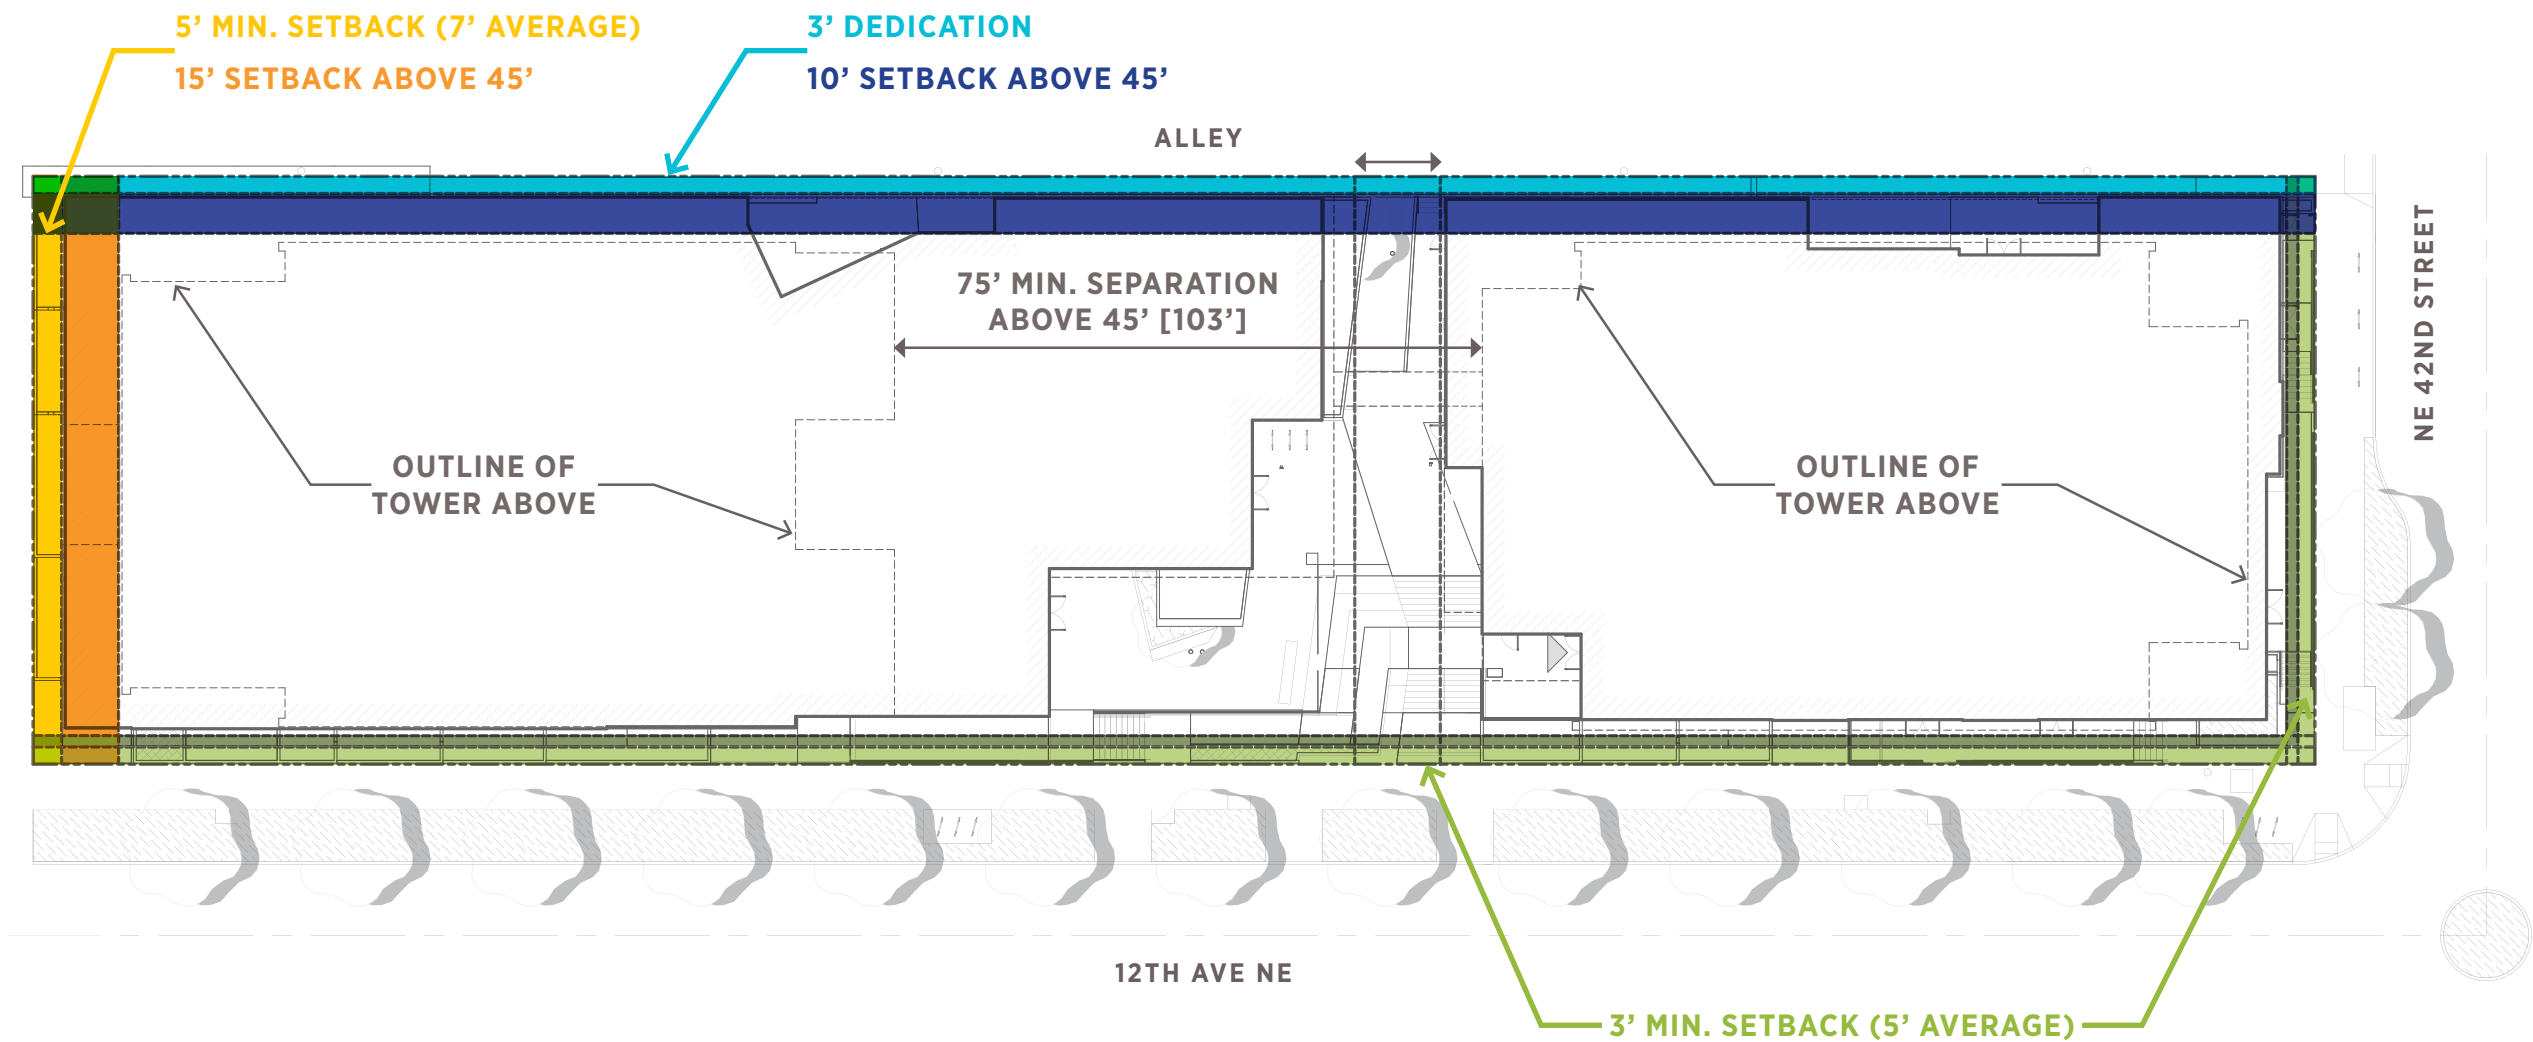 5’ MIN. SETBACK (7’ AVERAGE)
15’ SETBACK ABOVE 45’
3’ DEDICATION
10’ SETBACK ABOVE 45’
ALLEY
75’ MIN. SEPARATION
ABOVE 45’ [103’]
NE 42ND STREET
OUTLINE OF
TOWER ABOVE
OUTLINE OF
TOWER ABOVE
12TH AVE NE
3’ MIN. SETBACK (5’ AVERAGE)